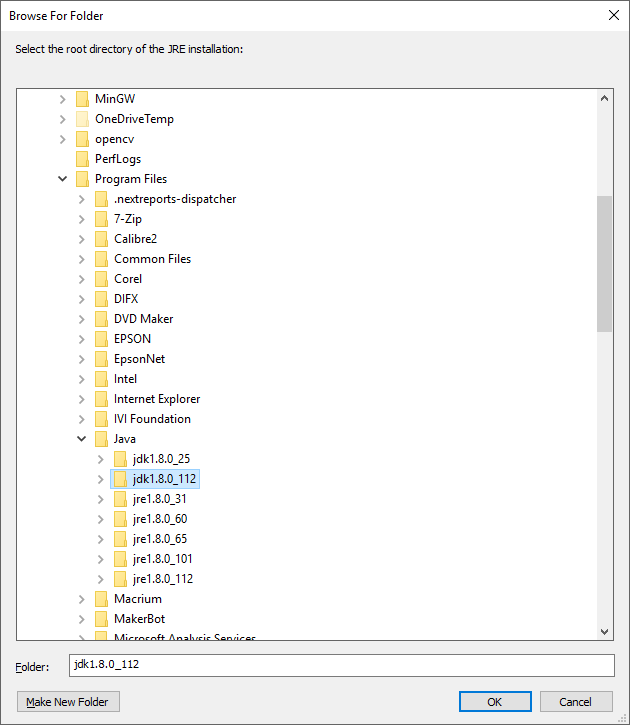 Browse For Folder
Select the root directory of the JRE installation:
MinGW
OneDriveTemp
opencv
PerfLogs
Program Files
.nextreports-dispatcher
7-Zip
Calibre2
Common Files
Corel
DIFX
DVD Maker
EPSON
EpsonNet
Intel
Internet Explorer
IVI Foundation
Java
jdk1.8.0_25
jdk1.8.0_112
jre1.8.0_31
jre1.8.0_60
jre1.8.0_65
jre1.8.0_101
jre1.8.0_112
Macrium
MakerBot
Microsoft Analysis Services
Folder: jdk1.8.0_112
Make New Folder OK Cancel